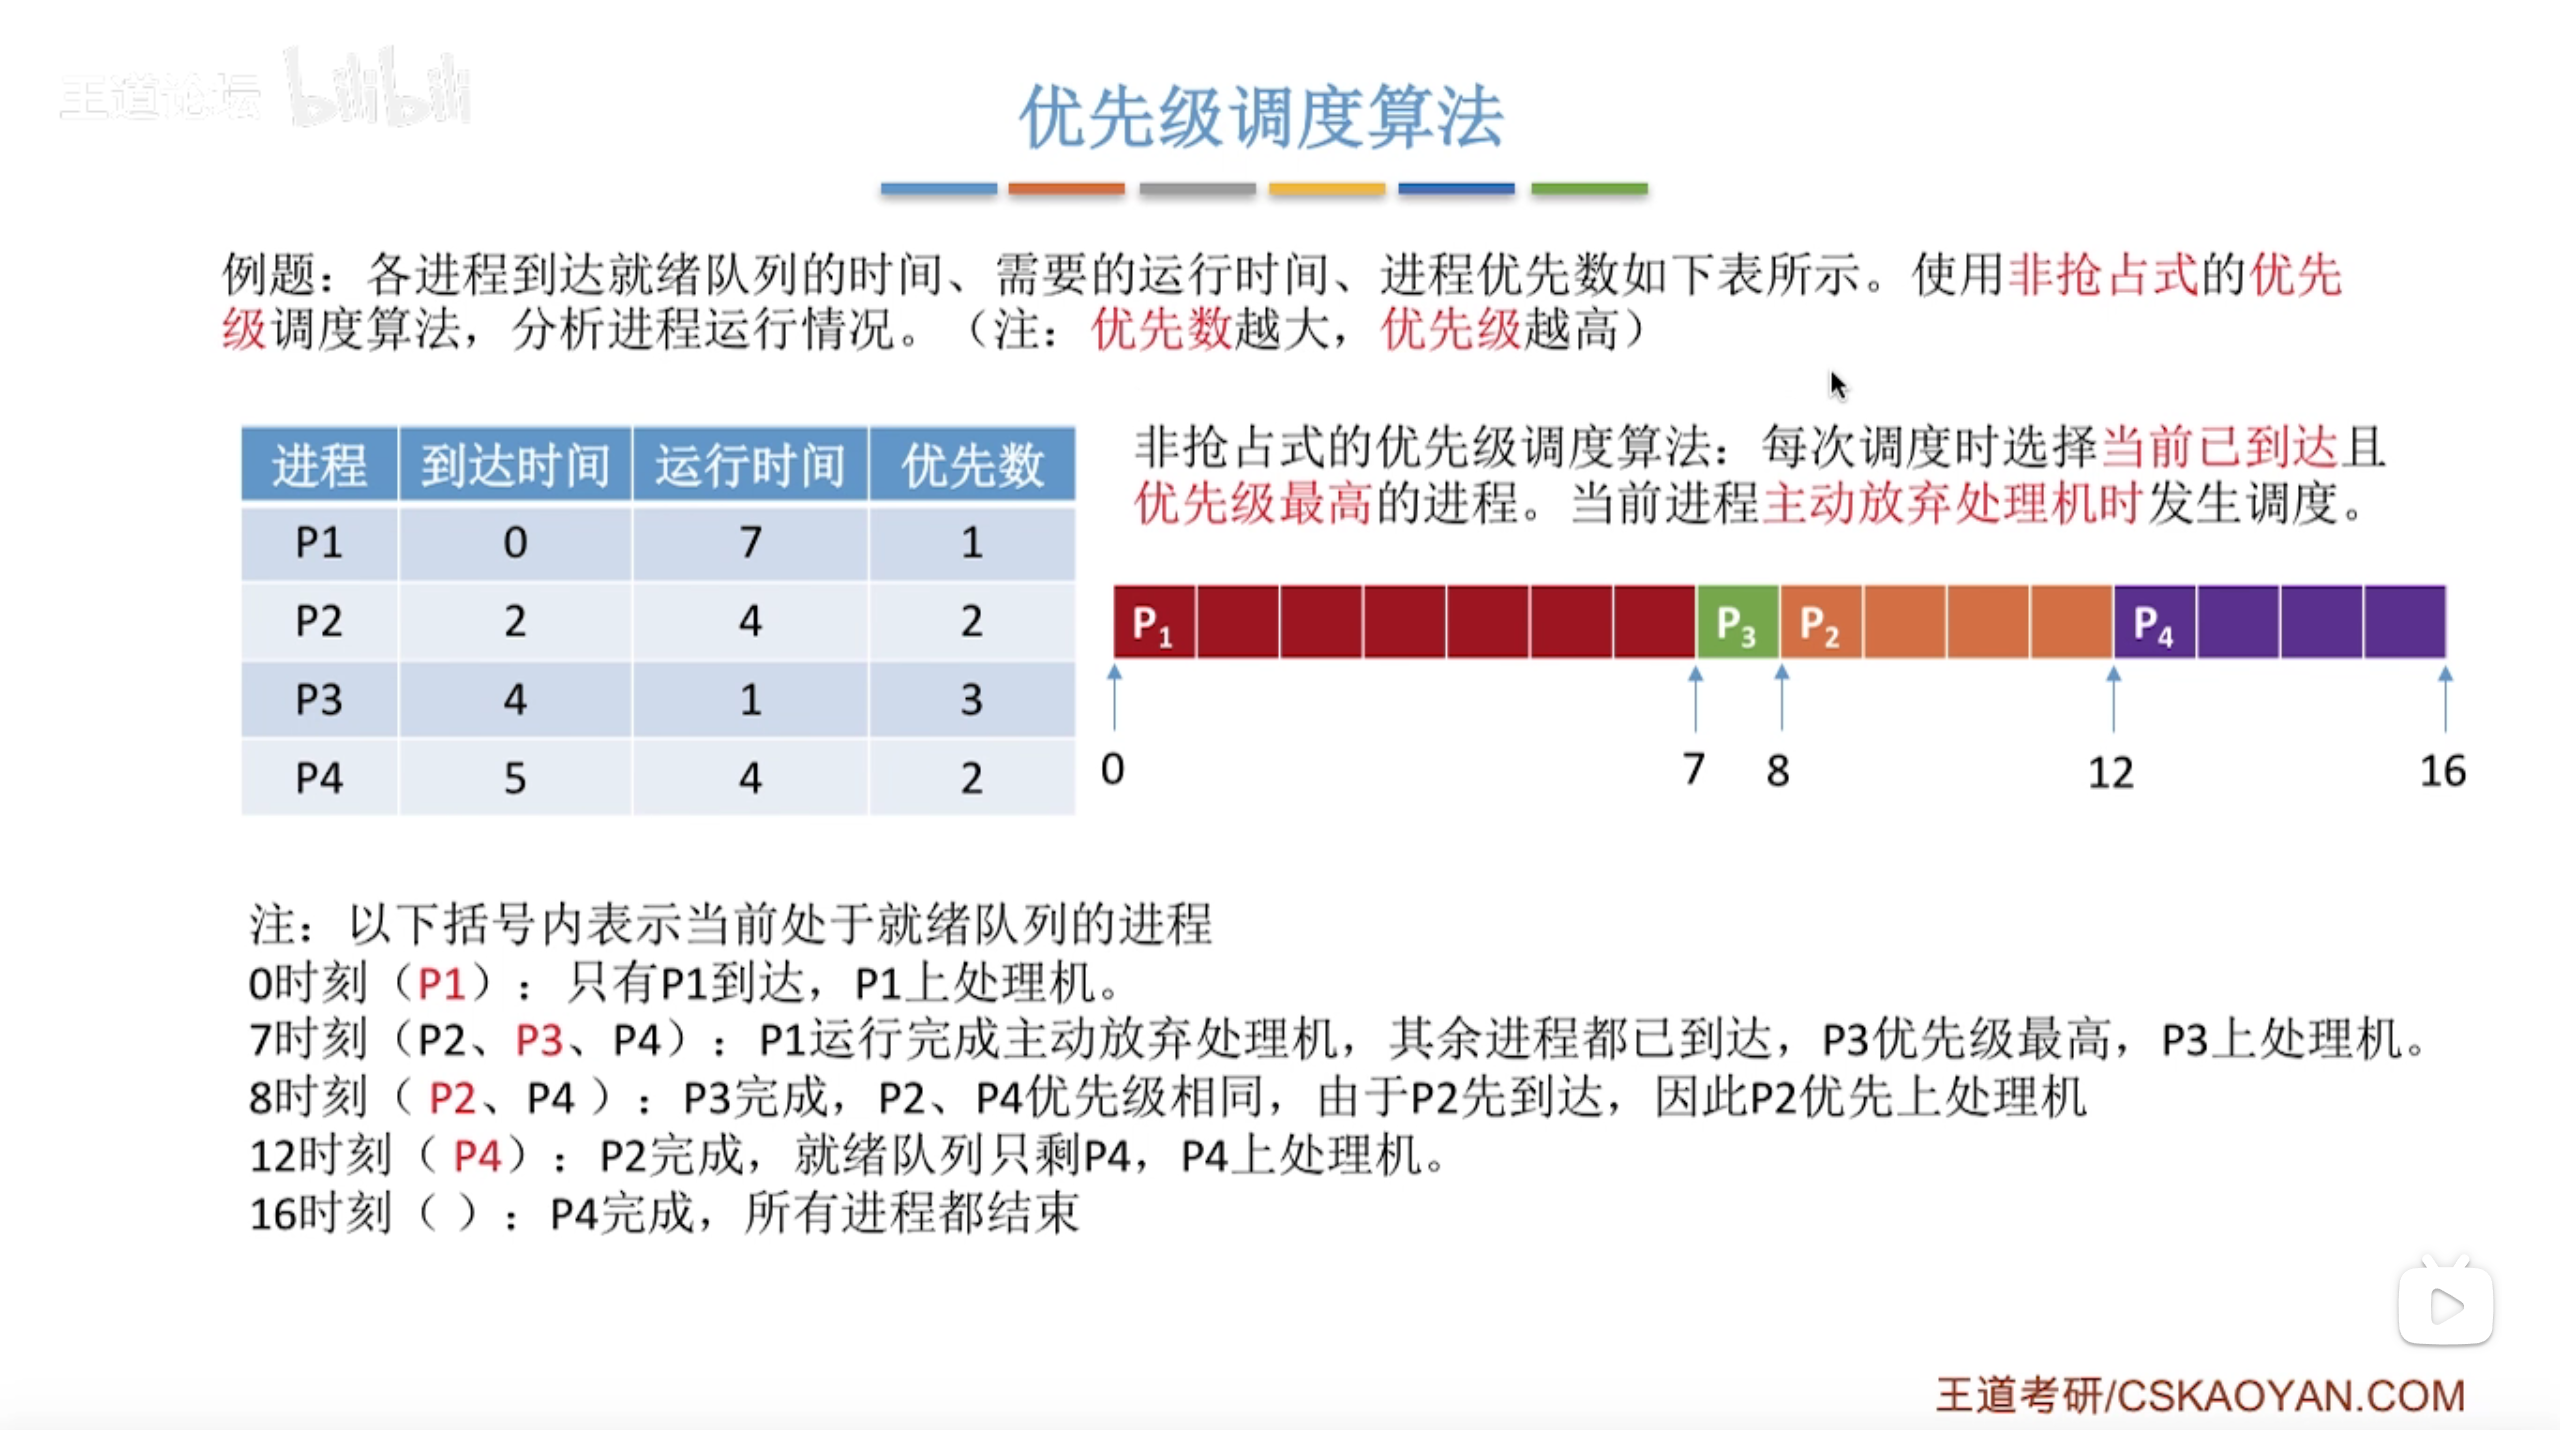 王道论坛 bilibili
优先级调度算法
例题：各进程到达就绪队列的时间、需要的运行时间、进程优先数如下表所示。使用非抢占式的优先
级调度算法，分析进程运行情况。（注：优先数越大，优先级越高）
进程 到达时间 运行时间 优先数
P1 0 7 1
P2 2 4 2
P3 4 1 3
P4 5 4 2
非抢占式的优先级调度算法：每次调度时选择当前已到达且
优先级最高的进程。当前进程主动放弃处理机时发生调度。
P1 P3 P2 P4
0 7 8 12 16
注：以下括号内表示当前处于就绪队列的进程
0时刻（P1）：只有P1到达，P1上处理机。
7时刻（P2、P3、P4）：P1运行完成主动放弃处理机，其余进程都已到达，P3优先级最高，P3上处理机。
8时刻（ P2、P4 ）：P3完成，P2、P4优先级相同，由于P2先到达，因此P2优先上处理机
12时刻（ P4）：P2完成，就绪队列只剩P4，P4上处理机。
16时刻（ ）：P4完成，所有进程都结束
王道考研/CSKAOYAN.COM